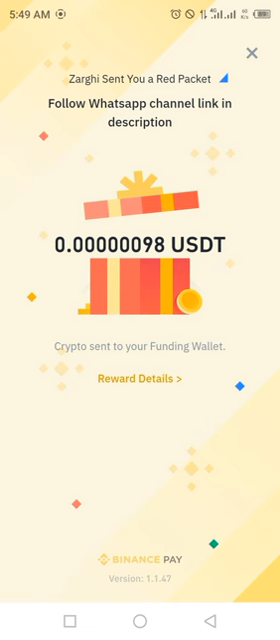 5:49 AM
Zarghi Sent You a Red Packet
Follow Whatsapp channel link in
description
0.00000098 USDT
Crypto sent to your Funding Wallet.
Reward Details >
BINANCE PAY
Version: 1.1.47